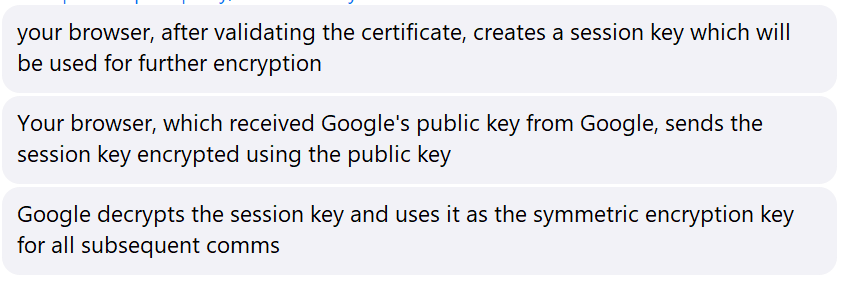 your browser, after validating the certificate, creates a session key which will
be used for further encryption
Your browser, which received Google's public key from Google, sends the
session key encrypted using the public key
Google decrypts the session key and uses it as the symmetric encryption key
for all subsequent comms